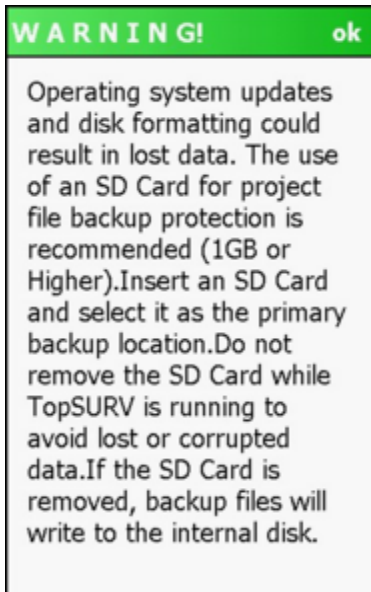 W A R N I N G! ok
Operating system updates
and disk formatting could
result in lost data. The use
of an SD Card for project
file backup protection is
recommended (1GB or
Higher).Insert an SD Card
and select it as the primary
backup location.Do not
remove the SD Card while
TopSURV is running to
avoid lost or corrupted
data.If the SD Card is
removed, backup files will
write to the internal disk.